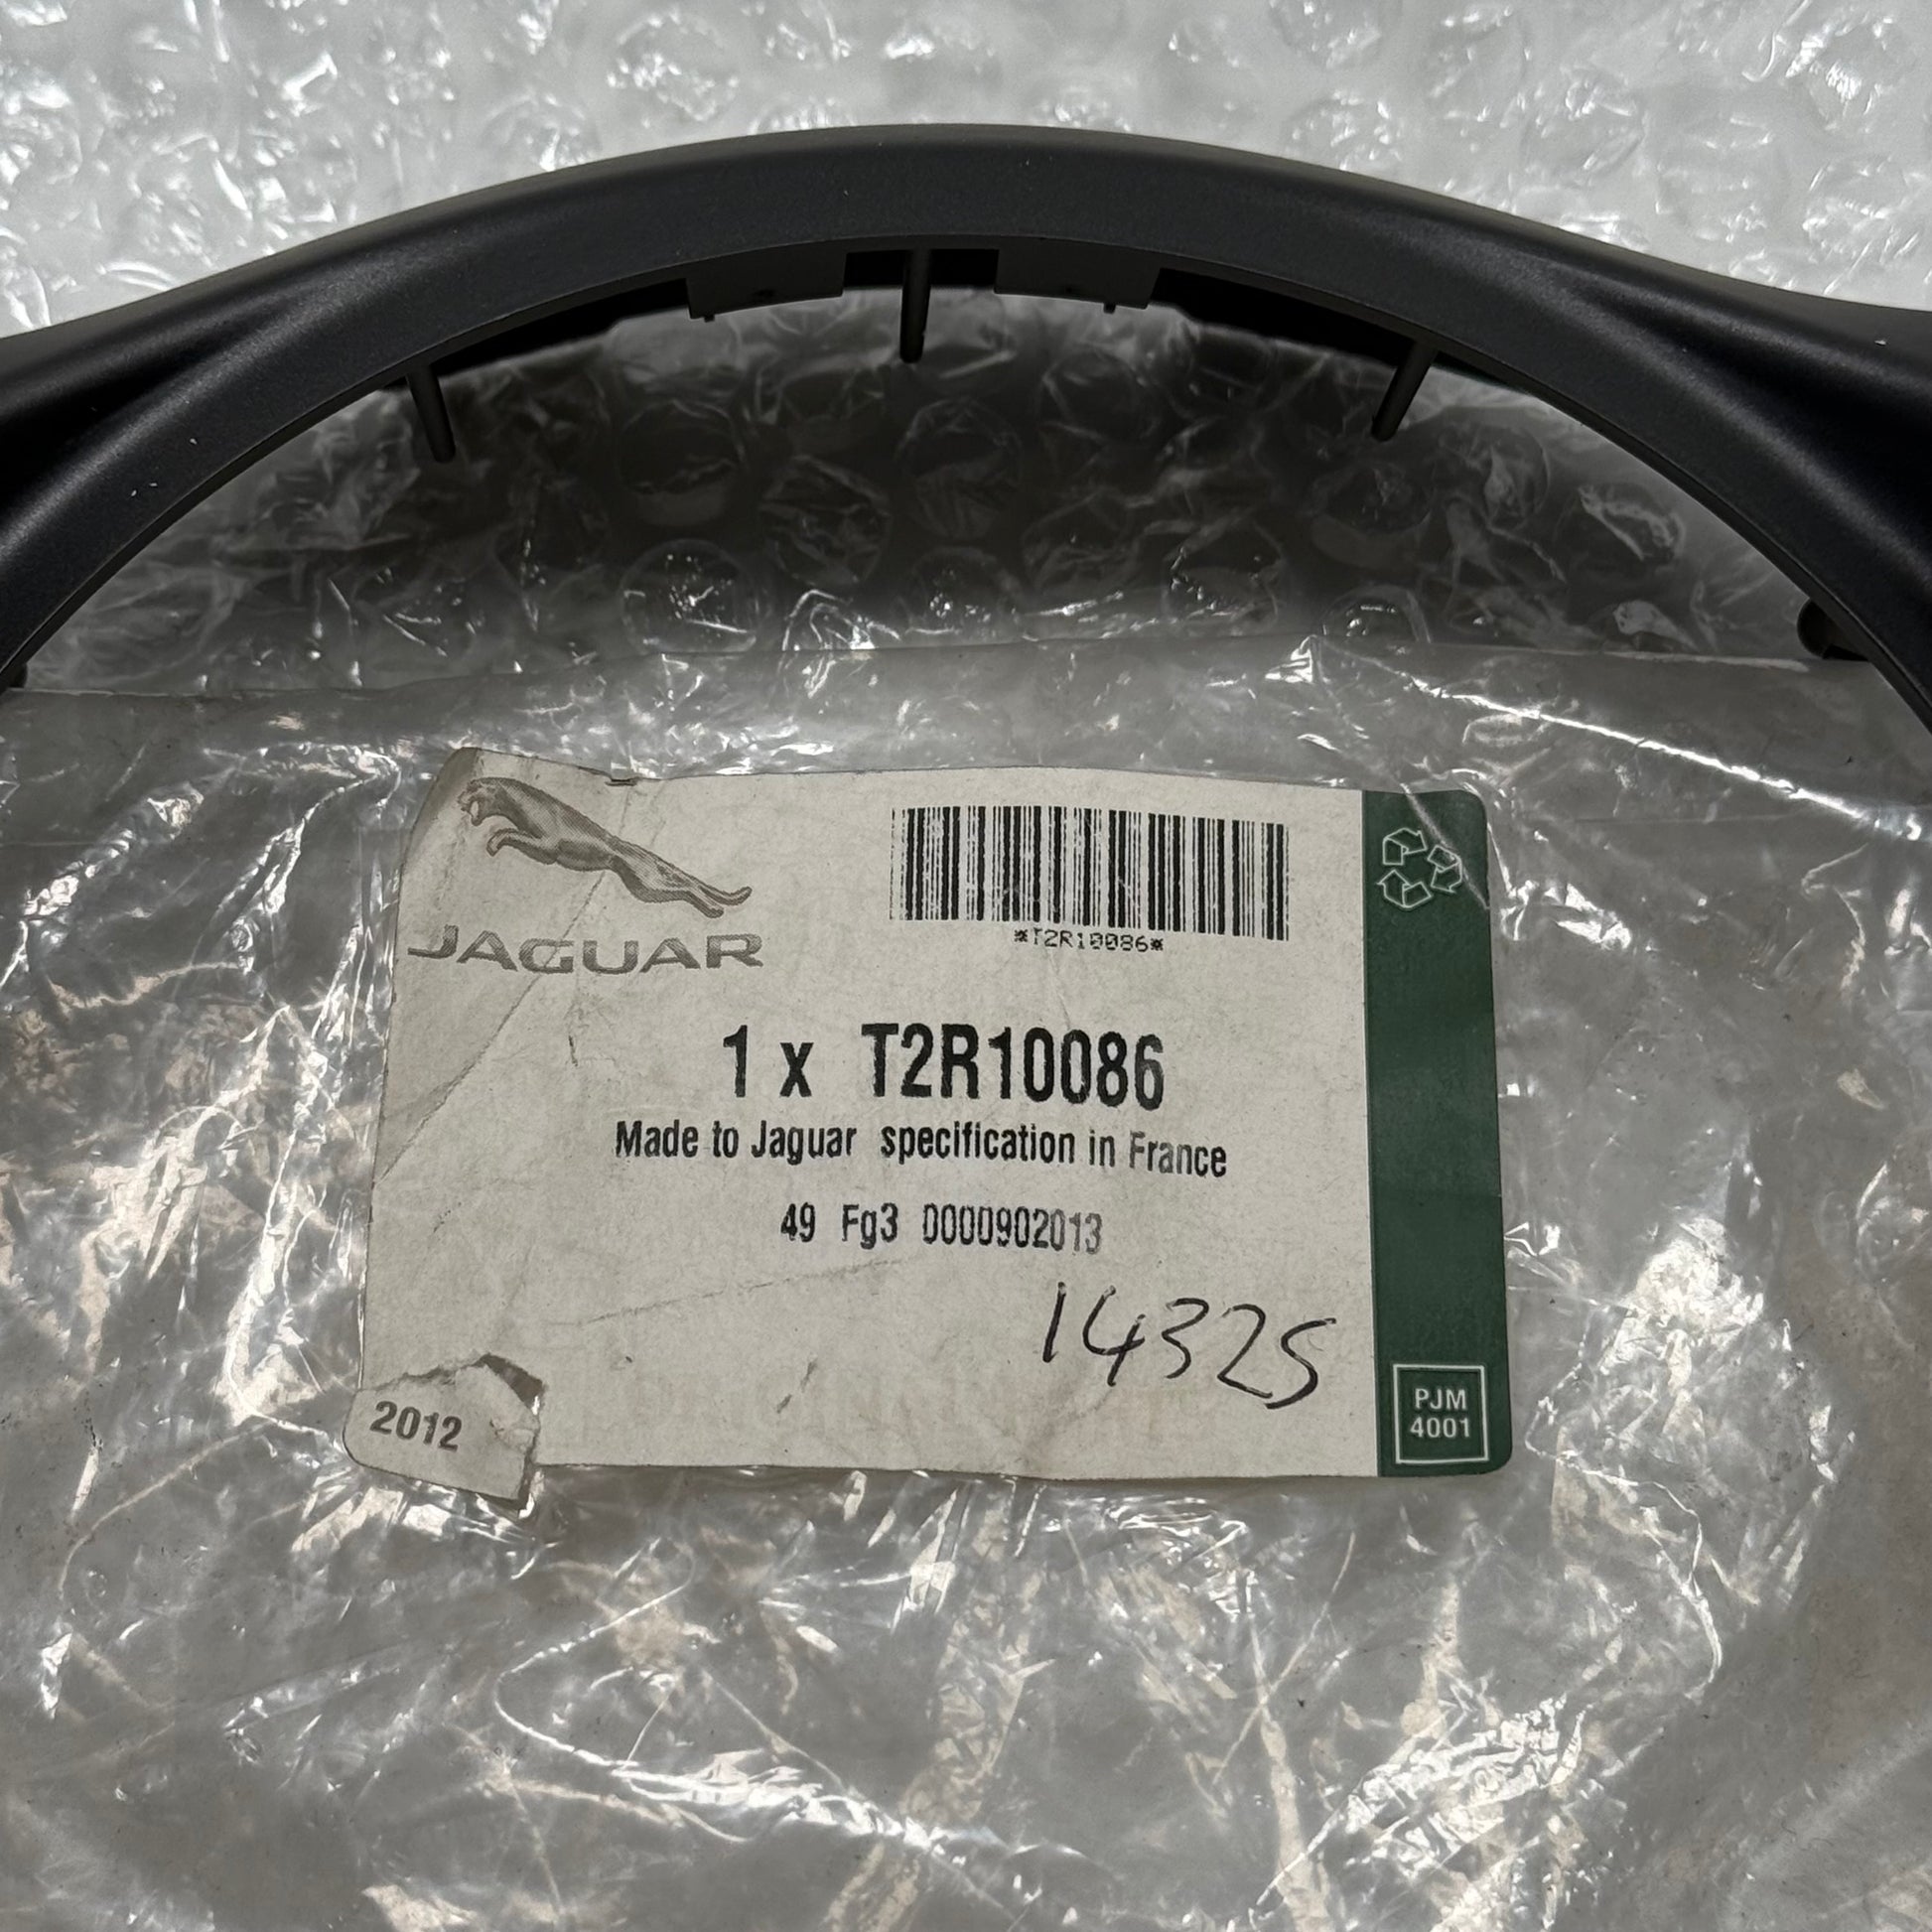 JAGUAR
*T2R10086*
1 x T2R10086
Made to Jaguar specification in France
49 Fg3 0000902013
14325
2012
PJM
4001